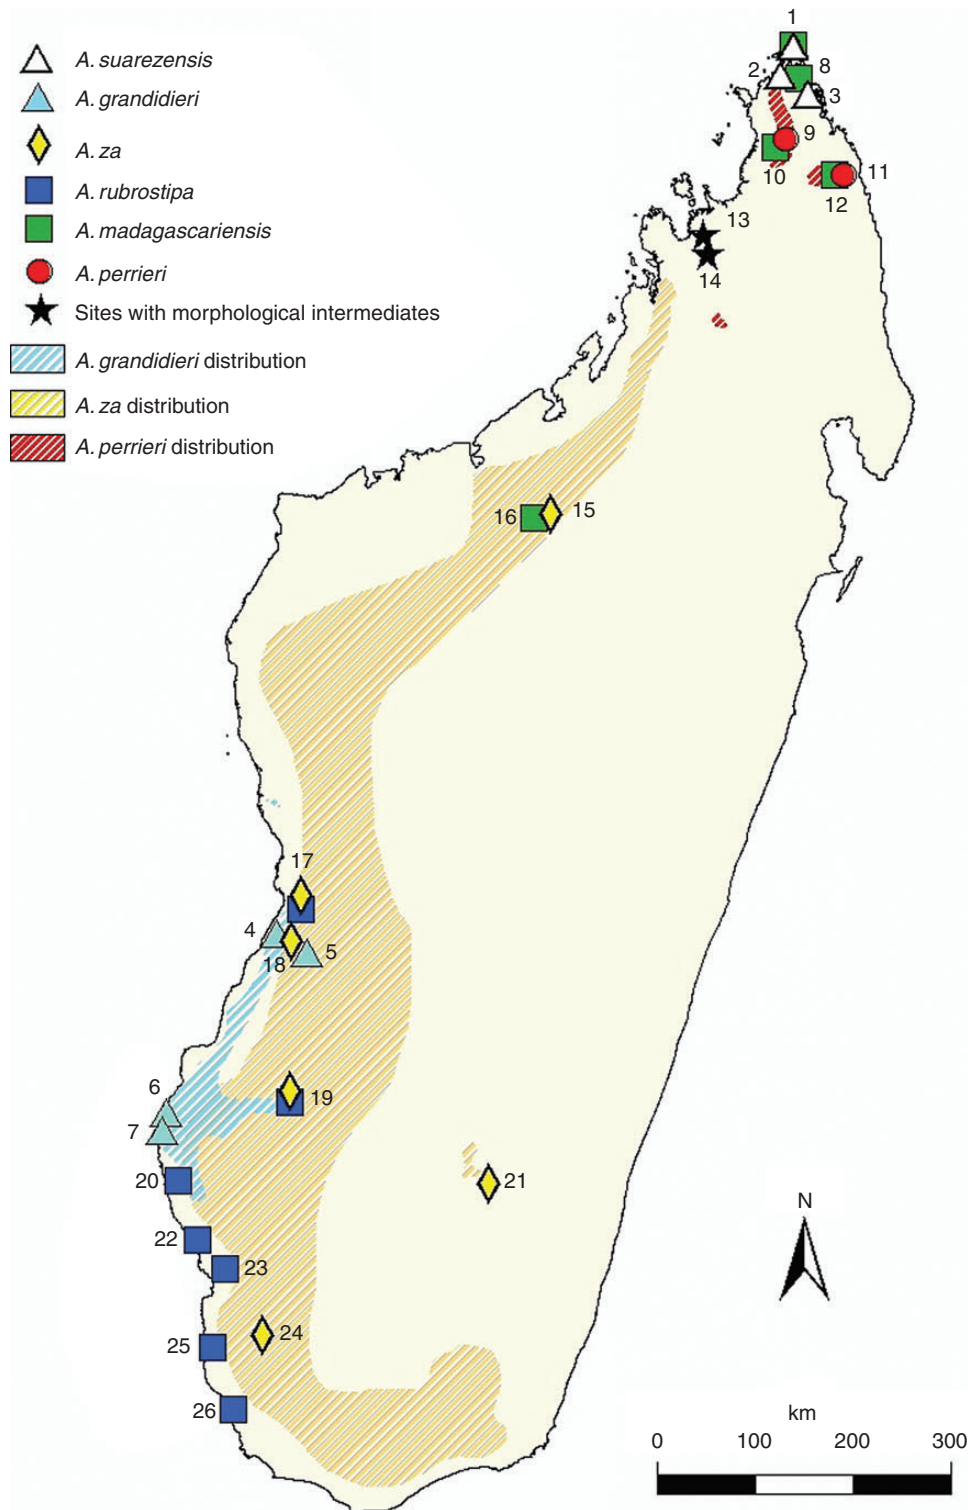 A. suarezensis
A. grandidieri
A. za
A. rubrostipa
A. madagascariensis
A. perrieri
Sites with morphological intermediates
A. grandidieri distribution
A. za distribution
A. perrieri distribution
1
2
8
3
9
10
11
12
13
14
15
16
17
4
18
5
6
19
7
20
21
22
23
24
25
26
N
km
0 100 200 300